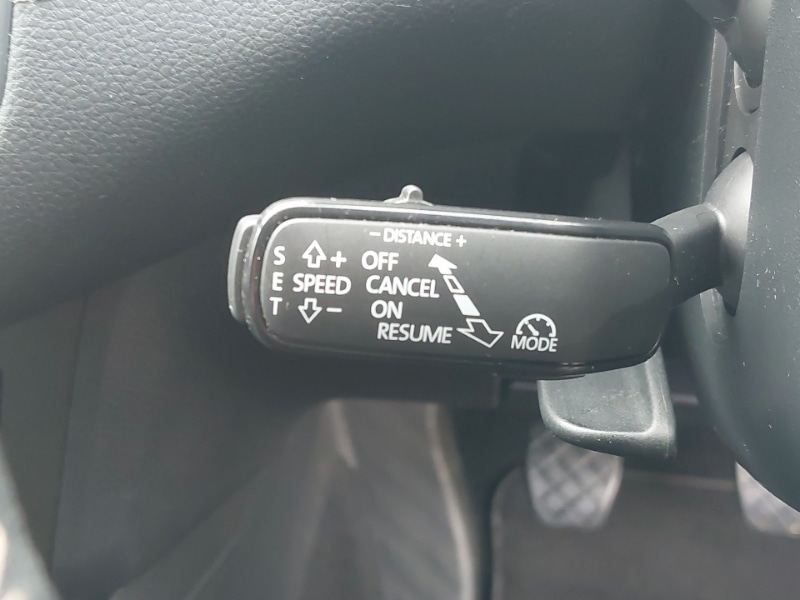 - DISTANCE +
S + OFF
E SPEED CANCEL
T - ON
RESUME
MODE